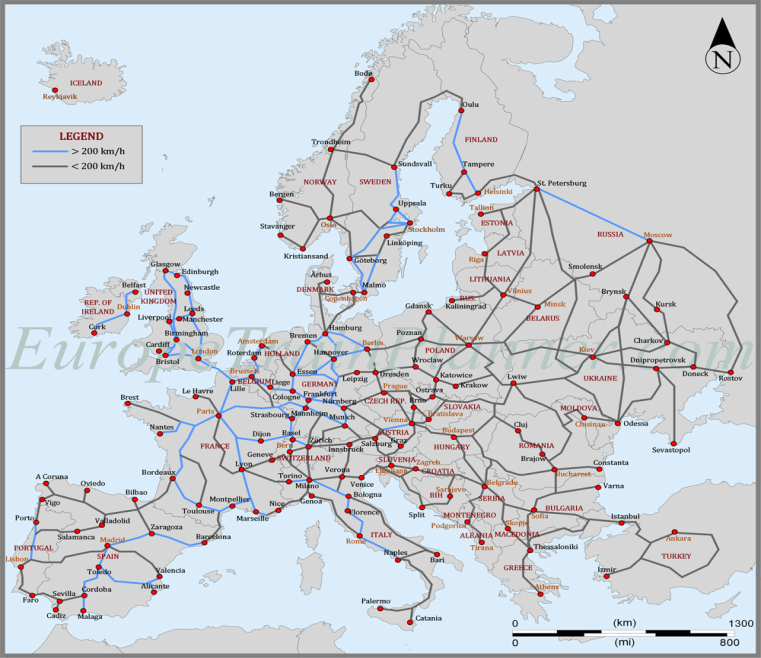 N
ICELAND
Reykjavik
LEGEND
> 200 km/h
< 200 km/h
Bodø
Oulu
FINLAND
Trondheim
Sundsvall
Tampere
NORWAY
SWEDEN
Turku
Helsinki
St. Petersburg
Bergen
Uppsala
Tallinn
Stavanger
Oslo
Stockholm
ESTONIA
RUSSIA
Moscow
Kristiansand
Linköping
Riga
LATVIA
Glasgow
Edinburgh
Göteborg
Smolensk
Århus
LITHUANIA
Belfast
UNITED
KINGDOM
Newcastle
DENMARK
Malmo
Copenhagen
Vilnius
RUS.
Kaliningrad
Minsk
Brynsk
REP. OF
IRELAND
Dublin
Leeds
Liverpool
Manchester
Gdansk
BELARUS
Kursk
Cork
Birmingham
Hamburg
Bremen
Poznan
Cardiff
London
Bristol
Amsterdam
Rotterdam
HOLLAND
Hannover
Berlin
POLAND
Warsaw
Kiev
Charkov
Brussels
BELGIUM
Liege
Lille
Essen
Cologne
GERMANY
Leipzig
Dresden
Wroclaw
Katowice
Krakow
Lwiw
UKRAINE
Dnipropetrovsk
Doneck
Rostov
Le Havre
Frankfurt
Prague
CZECH REP.
Ostrava
Brno
SLOVAKIA
Brest
Paris
Strasbourg
Mannheim
Nürnberg
Munich
Vienna
Bratislava
MOLDOVA
Chisinau
Odessa
Nantes
Dijon
Basel
Bern
Zürich
AUSTRIA
Salzburg
Graz
Budapest
HUNGARY
Cluj
Sevastopol
FRANCE
Geneve
SWITZERLAND
Innsbruck
SLOVENIA
Ljubljana
Zagreb
CROATIA
ROMANIA
Brajow
Lyon
Bordeaux
Torino
Milano
Verona
Venice
Bologna
Genoa
BIH
Sarajevo
Belgrade
SERBIA
Bucharest
Constanta
Varna
A Coruna
Oviedo
Bilbao
Vigo
Toulouse
Montpellier
Marseille
Nice
Florence
Split
MONTENEGRO
Podgorica
Skopje
Sofia
BULGARIA
Porto
Valladolid
Salamanca
Zaragoza
Barcelona
ITALY
Rome
ALBANIA
Tirana
MACEDONIA
Thessaloniki
Istanbul
Ankara
PORTUGAL
Lisbon
Madrid
SPAIN
Toledo
Valencia
Alicante
Naples
Bari
GREECE
TURKEY
İzmir
Faro
Sevilla
Cordoba
Cadiz
Malaga
Palermo
Catania
Athens
0 (km) 1300
0 (mi) 800